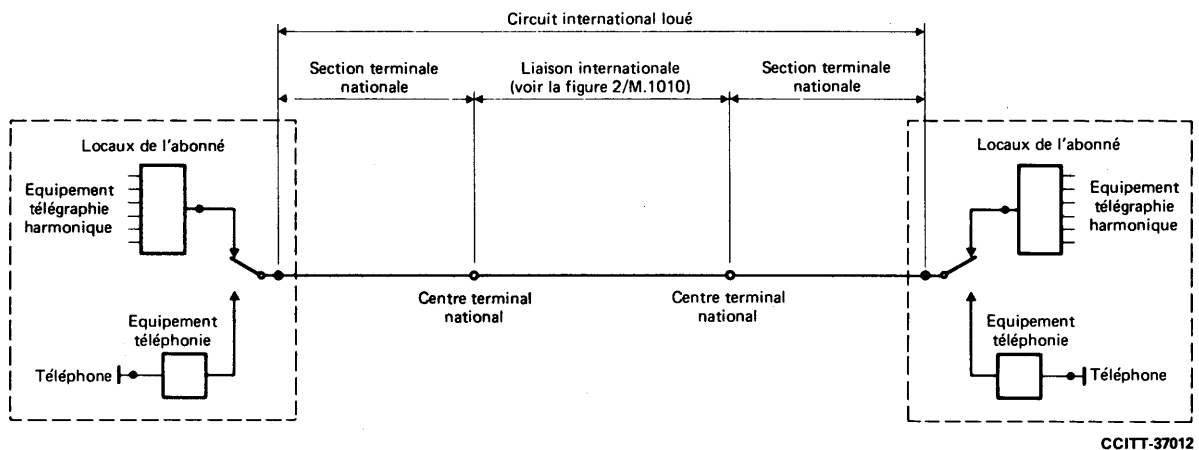 Circuit international loué
Section terminale
nationale
Liaison internationale
(voir la figure 2/M.1010)
Section terminale
nationale
Locaux de l'abonné
Equipement
télégraphie
harmonique
Equipement
téléphonie
Téléphone
Centre terminal
national
Centre terminal
national
Locaux de l'abonné
Equipement
télégraphie
harmonique
Equipement
téléphonie
Téléphone
CCITT-37012